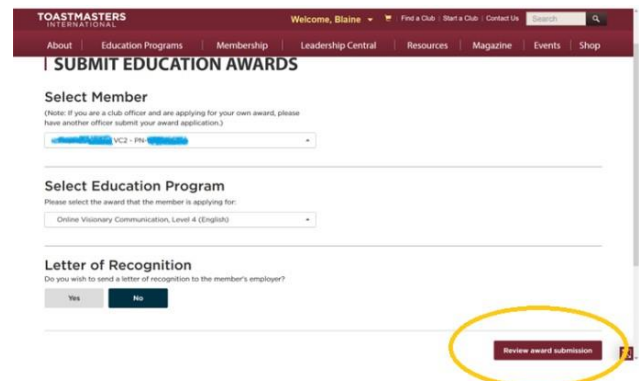 TOASTMASTERS
INTERNATIONAL
Welcome, Blaine
Find a Club | Start a Club | Contact Us
Search
About | Education Programs | Membership | Leadership Central | Resources | Magazine | Events | Shop
SUBMIT EDUCATION AWARDS
Select Member
(Note: If you are a club officer and are applying for your own award, please
have another officer submit your award application.)
VC2 - PN-
Select Education Program
Please select the award that the member is applying for:
Online Visionary Communication, Level 4 (English)
Letter of Recognition
Do you wish to send a letter of recognition to the member's employer?
Yes
No
Review award submission